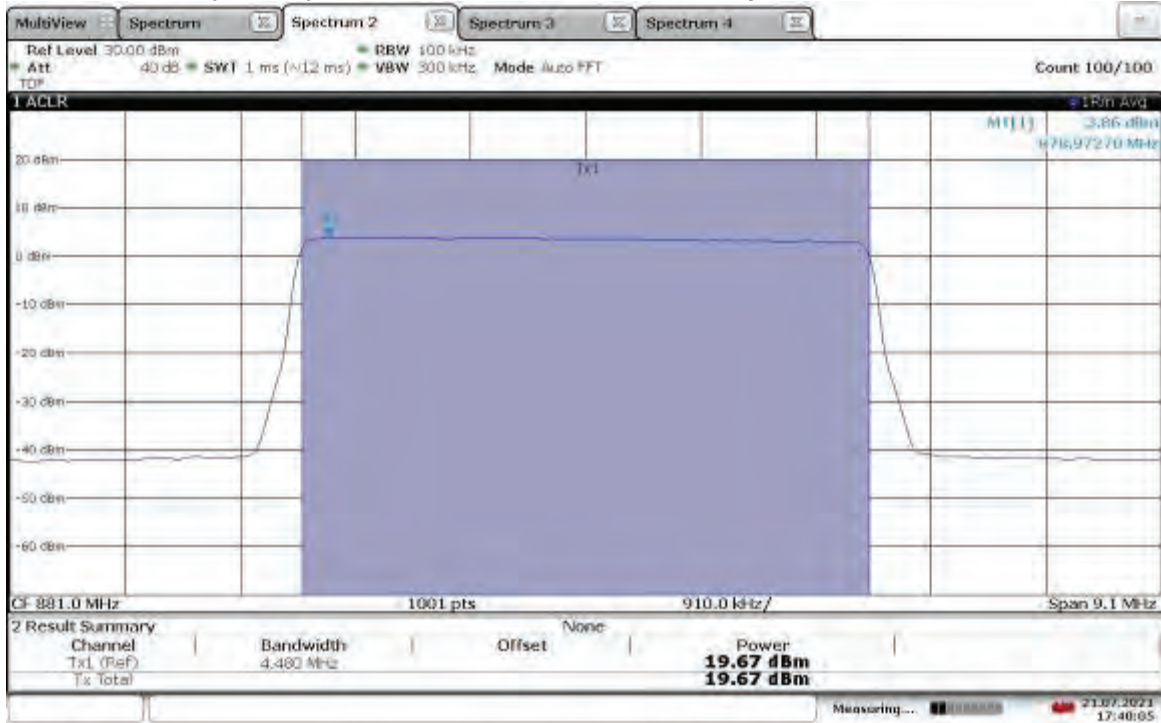 MultiView Spectrum Spectrum 2 Spectrum 3 Spectrum 4
Ref Level 30.00 dBm RBW 100 kHz
Att 40 dB SWT 1 ms (~12 ms) VBW 300 kHz Mode Auto FFT Count 100/100
TDF
1 ACLR 1Rm Avg
M1[1] 3.86 dBm
878.97270 MHz
20 dBm
Tx1
10 dBm
0 dBm
-10 dBm
-20 dBm
-30 dBm
-40 dBm
-50 dBm
-60 dBm
CF 881.0 MHz 1001 pts 910.0 kHz/ Span 9.1 MHz
2 Result Summary None
Channel Bandwidth Offset Power
Tx1 (Ref) 4.480 MHz 19.67 dBm
Tx Total 19.67 dBm
Measuring... 21.07.2021
17:40:05